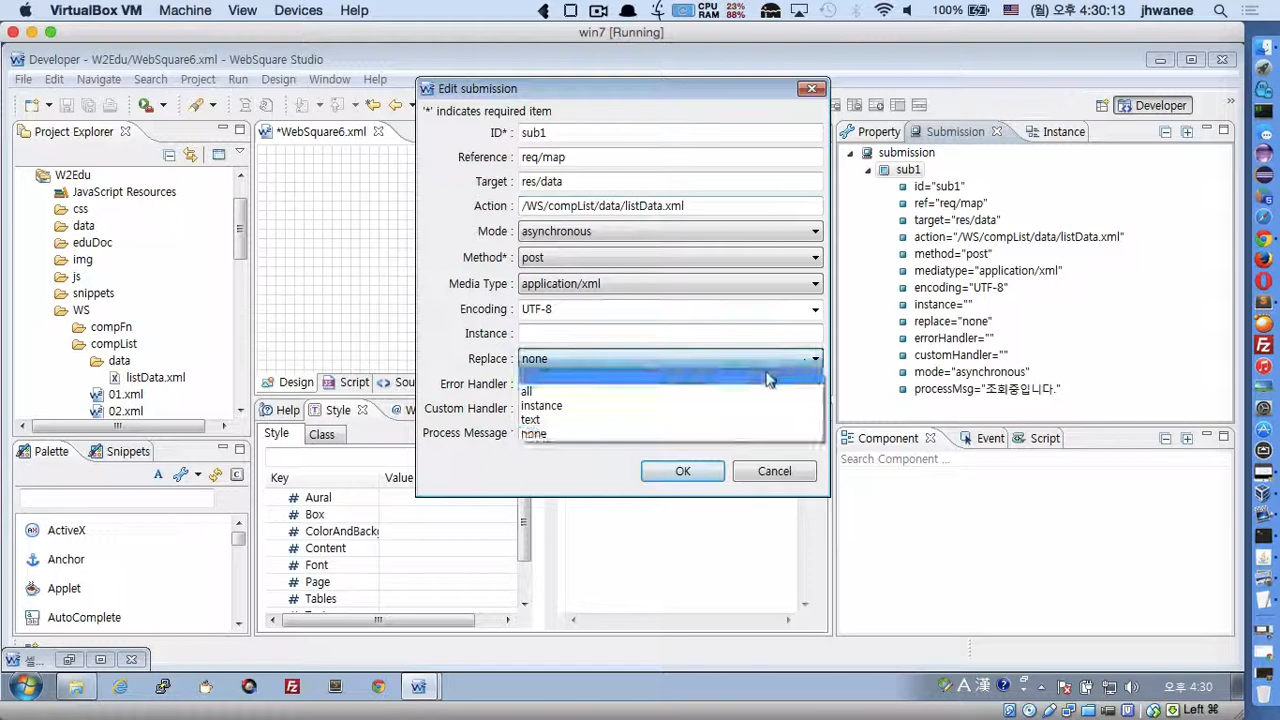 VirtualBox VM Machine View Devices Help
CPU 23%
RAM 88%
100% (월) 오후 4:30:13 jhwanee
win7 [Running]
Developer - W2Edu/WebSquare6.xml - WebSquare Studio
File Edit Navigate Search Project Run Design Window Help
Developer
Project Explorer
W2Edu
JavaScript Resources
css
data
eduDoc
img
js
snippets
WS
compFn
compList
data
listData.xml
01.xml
02.xml
*WebSquare6.xml
Design Script
Help Style
Style Class
Key Value
Aural
Box
Content
Font
Page
Tables
Palette Snippets
ActiveX
Anchor
Applet
AutoComplete
Edit submission
'*' indicates required item
ID* : sub1
Reference : req/map
Target : res/data
Action : /WS/compList/data/listData.xml
Mode : asynchronous
Method* : post
Media Type : application/xml
Encoding : UTF-8
Instance :
Replace : none
all
instance
text
none
Error Handler :
Custom Handler :
Process Message :
OK Cancel
Property Submission Instance
submission
sub1
id="sub1"
ref="req/map"
target="res/data"
action="/WS/compList/data/listData.xml"
method="post"
mediatype="application/xml"
encoding="UTF-8"
instance=""
replace="none"
errorHandler=""
customHandler=""
mode="asynchronous"
processMsg="조회중입니다."
Component Event Script
Search Component ...
A 漢
오후 4:30
Left ⌘